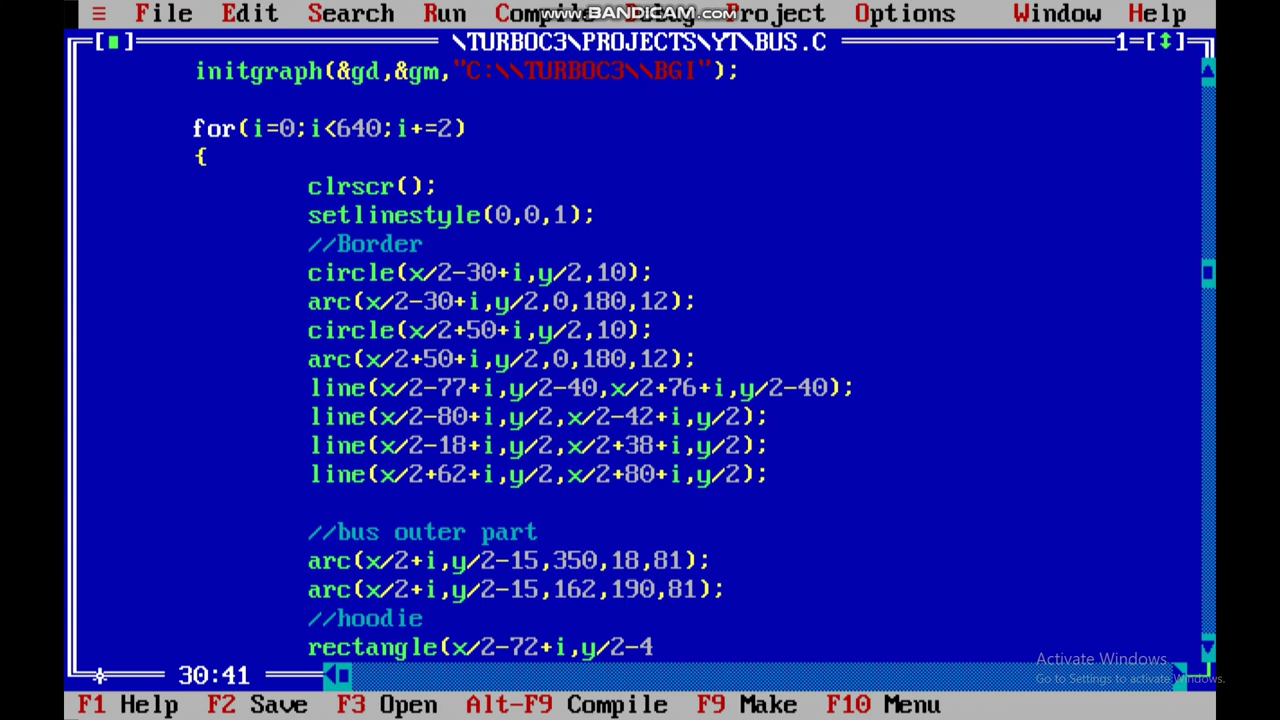 ≡ File Edit Search Run Compile Debug Project Options Window Help
www.BANDICAM.com
[■] \TURBOC3\PROJECTS\YT\BUS.C 1=[↕]
initgraph(&gd,&gm,"C:\\TURBOC3\\BGI");
for(i=0;i<640;i+=2)
{
clrscr();
setlinestyle(0,0,1);
//Border
circle(x/2-30+i,y/2,10);
arc(x/2-30+i,y/2,0,180,12);
circle(x/2+50+i,y/2,10);
arc(x/2+50+i,y/2,0,180,12);
line(x/2-77+i,y/2-40,x/2+76+i,y/2-40);
line(x/2-80+i,y/2,x/2-42+i,y/2);
line(x/2-18+i,y/2,x/2+38+i,y/2);
line(x/2+62+i,y/2,x/2+80+i,y/2);
//bus outer part
arc(x/2+i,y/2-15,350,18,81);
arc(x/2+i,y/2-15,162,190,81);
//hoodie
rectangle(x/2-72+i,y/2-4
Activate Windows
Go to Settings to activate Windows.
30:41
F1 Help F2 Save F3 Open Alt-F9 Compile F9 Make F10 Menu